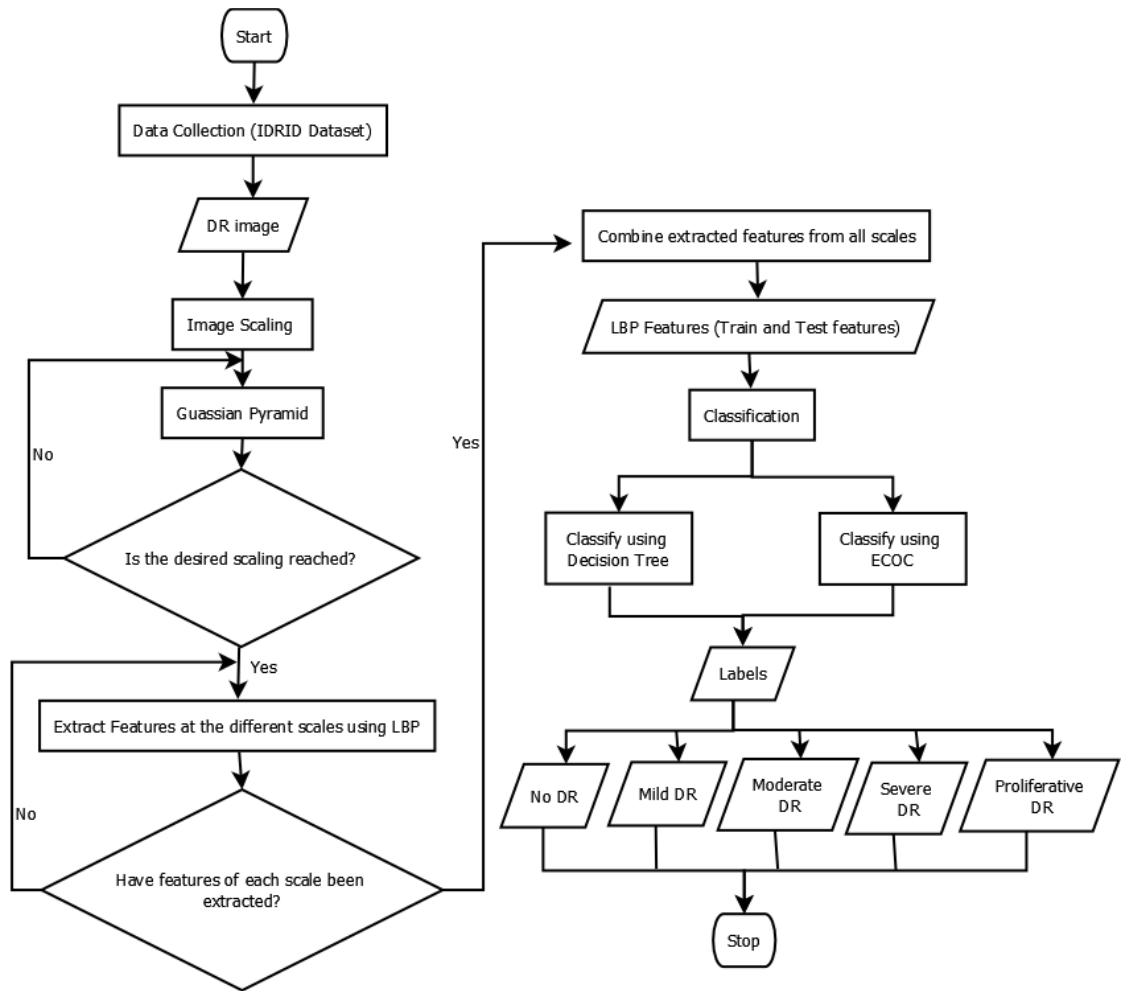 Start
Data Collection (IDRID Dataset)
DR image
Image Scaling
Guassian Pyramid
No
Is the desired scaling reached?
Yes
Extract Features at the different scales using LBP
No
Have features of each scale been
extracted?
Yes
Combine extracted features from all scales
LBP Features (Train and Test features)
Classification
Classify using
Decision Tree
Classify using
ECOC
Labels
No DR
Mild DR
Moderate
DR
Severe
DR
Proliferative
DR
Stop